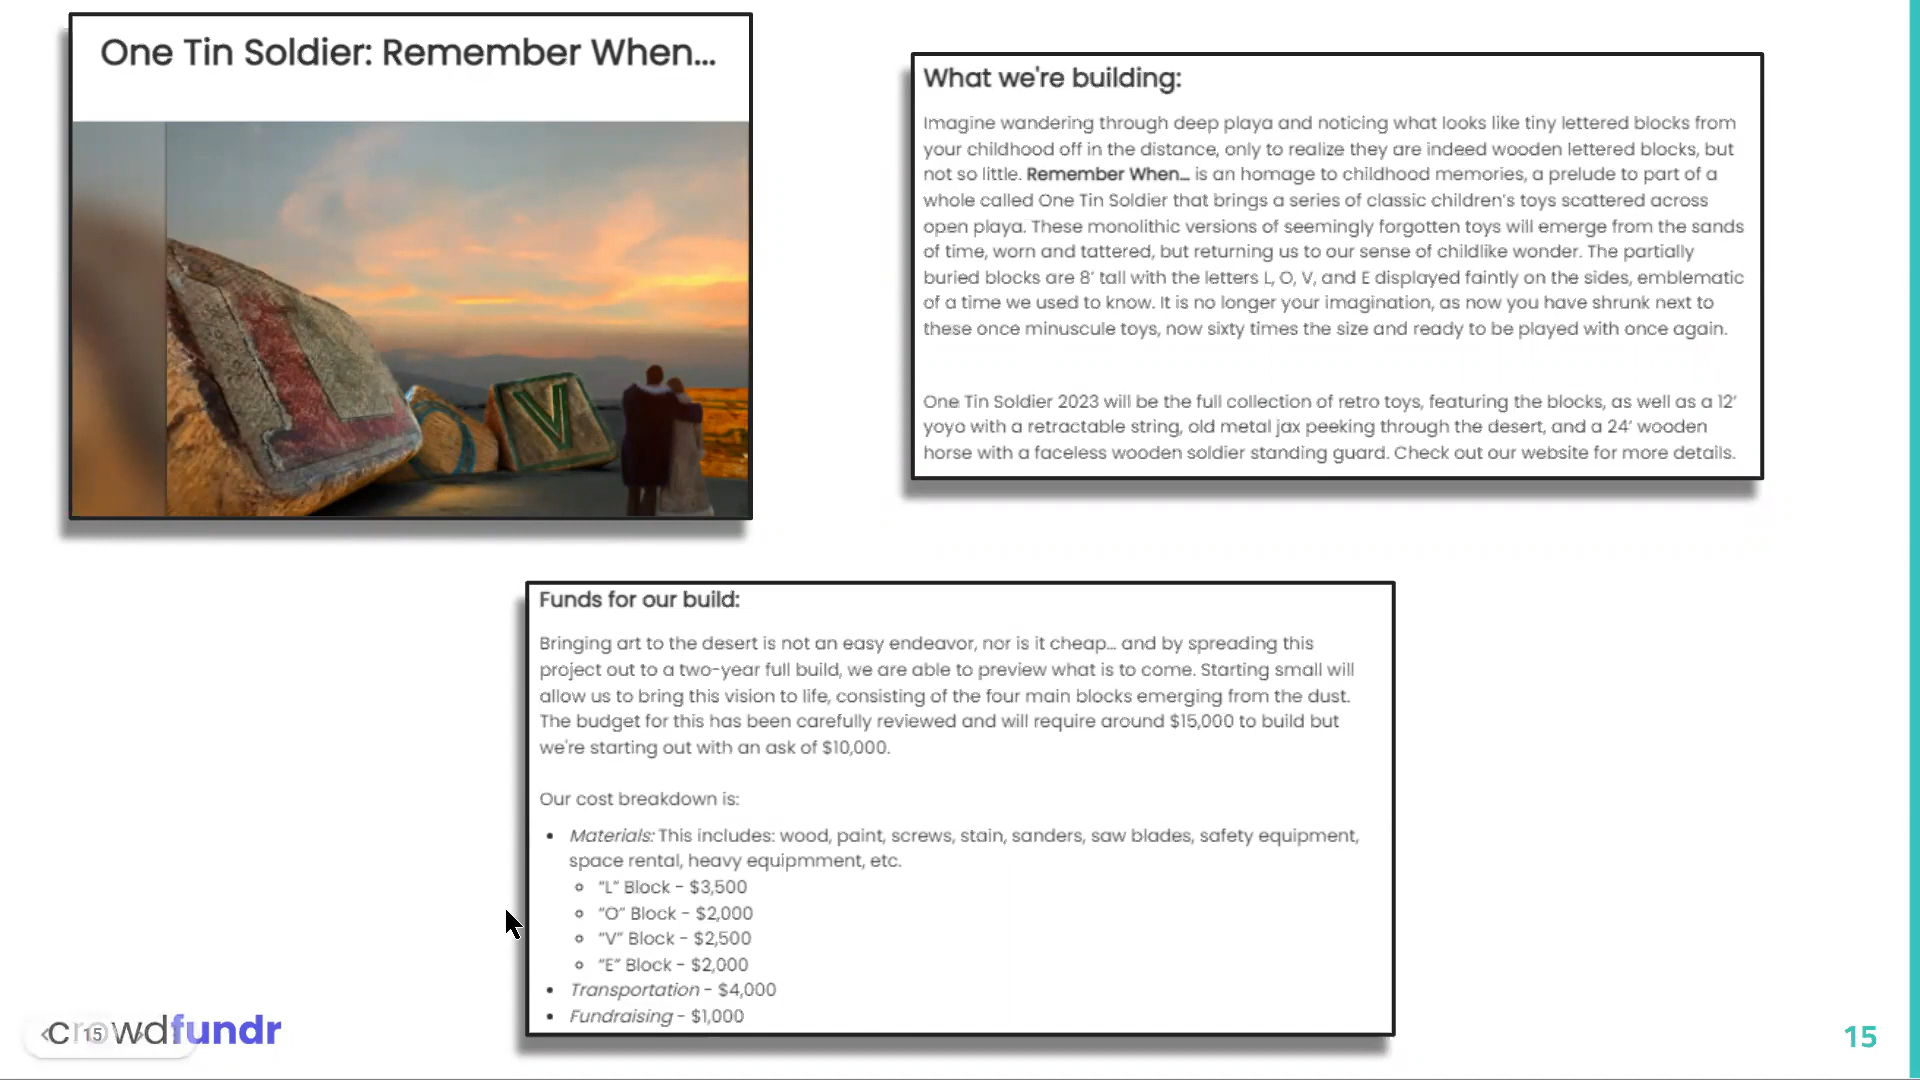 One Tin Soldier: Remember When...
L
O
V
What we're building:
Imagine wandering through deep playa and noticing what looks like tiny lettered blocks from
your childhood off in the distance, only to realize they are indeed wooden lettered blocks, but
not so little. Remember When... is an homage to childhood memories, a prelude to part of a
whole called One Tin Soldier that brings a series of classic children's toys scattered across
open playa. These monolithic versions of seemingly forgotten toys will emerge from the sands
of time, worn and tattered, but returning us to our sense of childlike wonder. The partially
buried blocks are 8' tall with the letters L, O, V, and E displayed faintly on the sides, emblematic
of a time we used to know. It is no longer your imagination, as now you have shrunk next to
these once minuscule toys, now sixty times the size and ready to be played with once again.
One Tin Soldier 2023 will be the full collection of retro toys, featuring the blocks, as well as a 12'
yoyo with a retractable string, old metal jax peeking through the desert, and a 24' wooden
horse with a faceless wooden soldier standing guard. Check out our website for more details.
Funds for our build:
Bringing art to the desert is not an easy endeavor, nor is it cheap... and by spreading this
project out to a two-year full build, we are able to preview what is to come. Starting small will
allow us to bring this vision to life, consisting of the four main blocks emerging from the dust.
The budget for this has been carefully reviewed and will require around $15,000 to build but
we're starting out with an ask of $10,000.
Our cost breakdown is:
• Materials: This includes: wood, paint, screws, stain, sanders, saw blades, safety equipment,
space rental, heavy equipmment, etc.
◦ "L" Block - $3,500
◦ "O" Block - $2,000
◦ "V" Block - $2,500
◦ "E" Block - $2,000
• Transportation - $4,000
• Fundraising - $1,000
crowdfundr
15
15